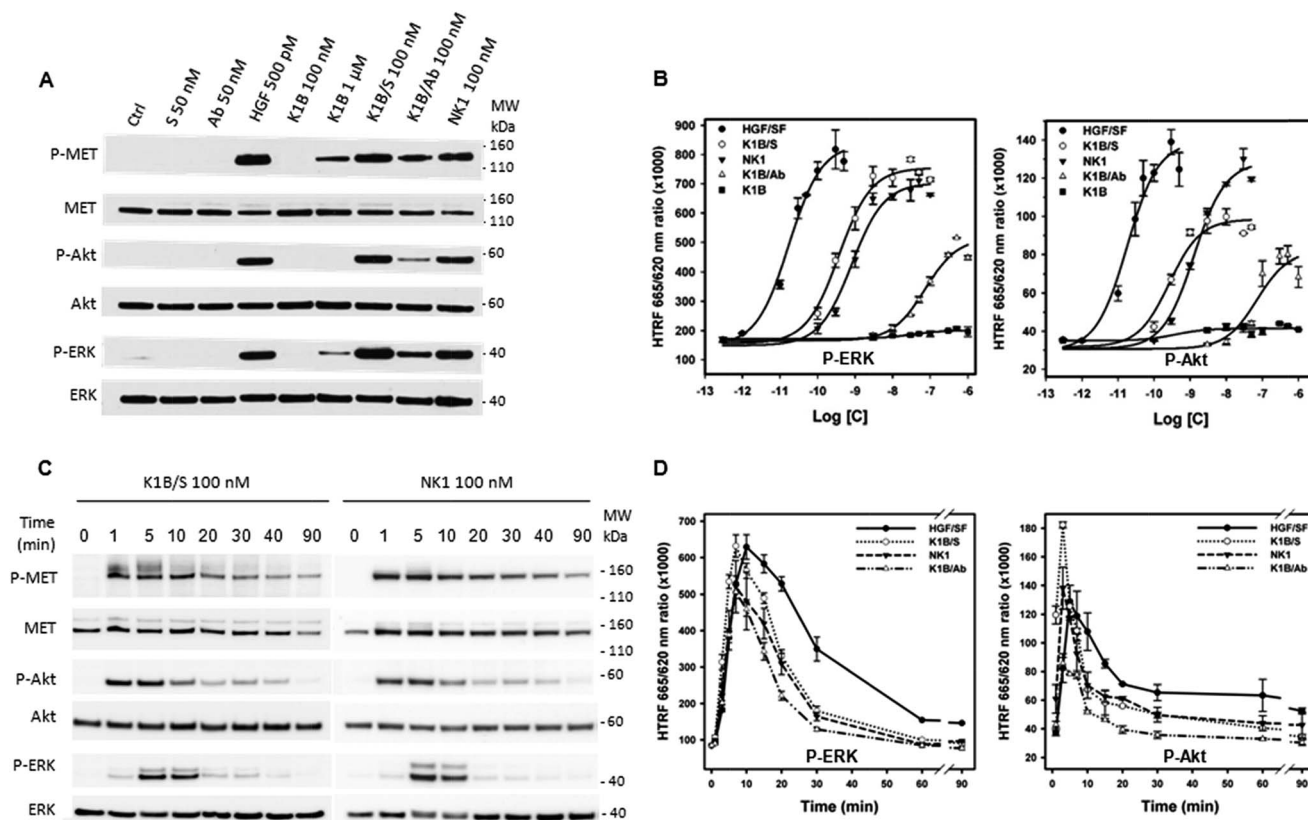 A
Ctrl
S 50 nM
Ab 50 nM
HGF 500 pM
K1B 100 nM
K1B 1 µM
K1B/S 100 nM
K1B/Ab 100 nM
NK1 100 nM
MW
kDa
P-MET
- 160
- 110
MET
- 160
- 110
P-Akt
- 60
Akt
- 60
P-ERK
- 40
ERK
- 40
B
HTRF 665/620 nm ratio (x1000)
900
800
700
600
500
400
300
200
100
HGF/SF
K1B/S
NK1
K1B/Ab
K1B
P-ERK
-13 -12 -11 -10 -9 -8 -7 -6
Log [C]
HTRF 665/620 nm ratio (x1000)
140
120
100
80
60
40
20
HGF/SF
K1B/S
NK1
K1B/Ab
K1B
P-Akt
-13 -12 -11 -10 -9 -8 -7 -6
Log [C]
C
K1B/S 100 nM
NK1 100 nM
Time
(min)
0 1 5 10 20 30 40 90
0 1 5 10 20 30 40 90
MW
kDa
P-MET
- 160
- 110
MET
- 160
- 110
P-Akt
- 60
Akt
- 60
P-ERK
- 40
ERK
- 40
D
HTRF 665/620 nm ratio (x1000)
700
600
500
400
300
200
100
HGF/SF
K1B/S
NK1
K1B/Ab
P-ERK
0 10 20 30 40 50 60 90
Time (min)
HTRF 665/620 nm ratio (x1000)
180
160
140
120
100
80
60
40
20
HGF/SF
K1B/S
NK1
K1B/Ab
P-Akt
0 10 20 30 40 50 60 90
Time (min)